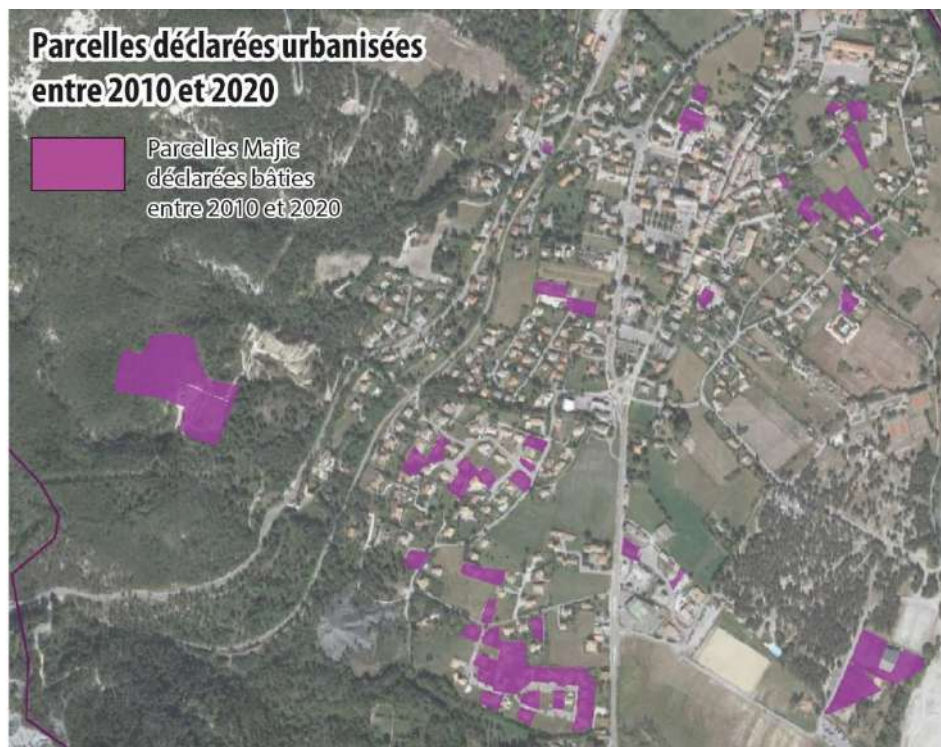 Parcelles déclarées urbanisées
entre 2010 et 2020
Parcelles Majic
déclarées bâties
entre 2010 et 2020